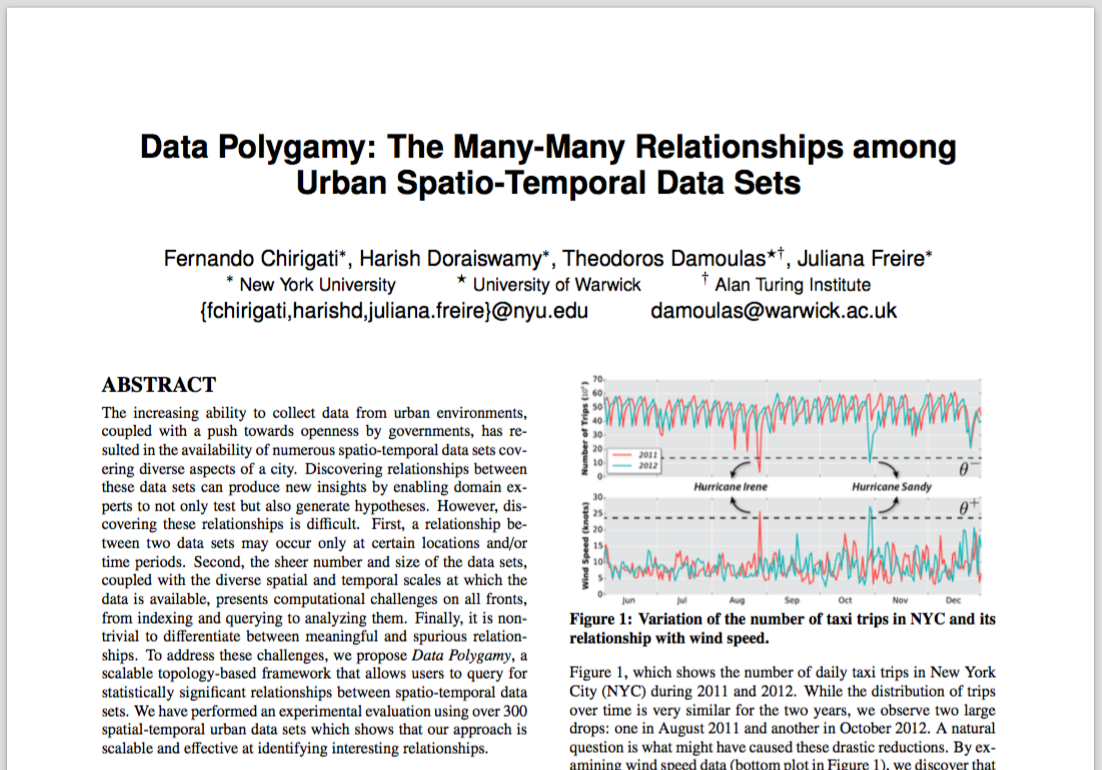 Data Polygamy: The Many-Many Relationships among
Urban Spatio-Temporal Data Sets
Fernando Chirigati*, Harish Doraiswamy*, Theodoros Damoulas★†, Juliana Freire*
* New York University ★ University of Warwick † Alan Turing Institute
{fchirigati,harishd,juliana.freire}@nyu.edu damoulas@warwick.ac.uk
ABSTRACT
The increasing ability to collect data from urban environments,
coupled with a push towards openness by governments, has re-
sulted in the availability of numerous spatio-temporal data sets cov-
ering diverse aspects of a city. Discovering relationships between
these data sets can produce new insights by enabling domain ex-
perts to not only test but also generate hypotheses. However, dis-
covering these relationships is difficult. First, a relationship be-
tween two data sets may occur only at certain locations and/or
time periods. Second, the sheer number and size of the data sets,
coupled with the diverse spatial and temporal scales at which the
data is available, presents computational challenges on all fronts,
from indexing and querying to analyzing them. Finally, it is non-
trivial to differentiate between meaningful and spurious relation-
ships. To address these challenges, we propose Data Polygamy, a
scalable topology-based framework that allows users to query for
statistically significant relationships between spatio-temporal data
sets. We have performed an experimental evaluation using over 300
spatial-temporal urban data sets which shows that our approach is
scalable and effective at identifying interesting relationships.
Number of Trips
70
60
50
40
30
20
10
0
2011
2012
θ⁻
Hurricane Irene Hurricane Sandy
Wind Speed (knots)
30
25
20
15
10
5
0
θ⁺
Jun Jul Aug Sep Oct Nov Dec
Figure 1: Variation of the number of taxi trips in NYC and its
relationship with wind speed.
Figure 1, which shows the number of daily taxi trips in New York
City (NYC) during 2011 and 2012. While the distribution of trips
over time is very similar for the two years, we observe two large
drops: one in August 2011 and another in October 2012. A natural
question is what might have caused these drastic reductions. By ex-
amining wind speed data (bottom plot in Figure 1), we discover that